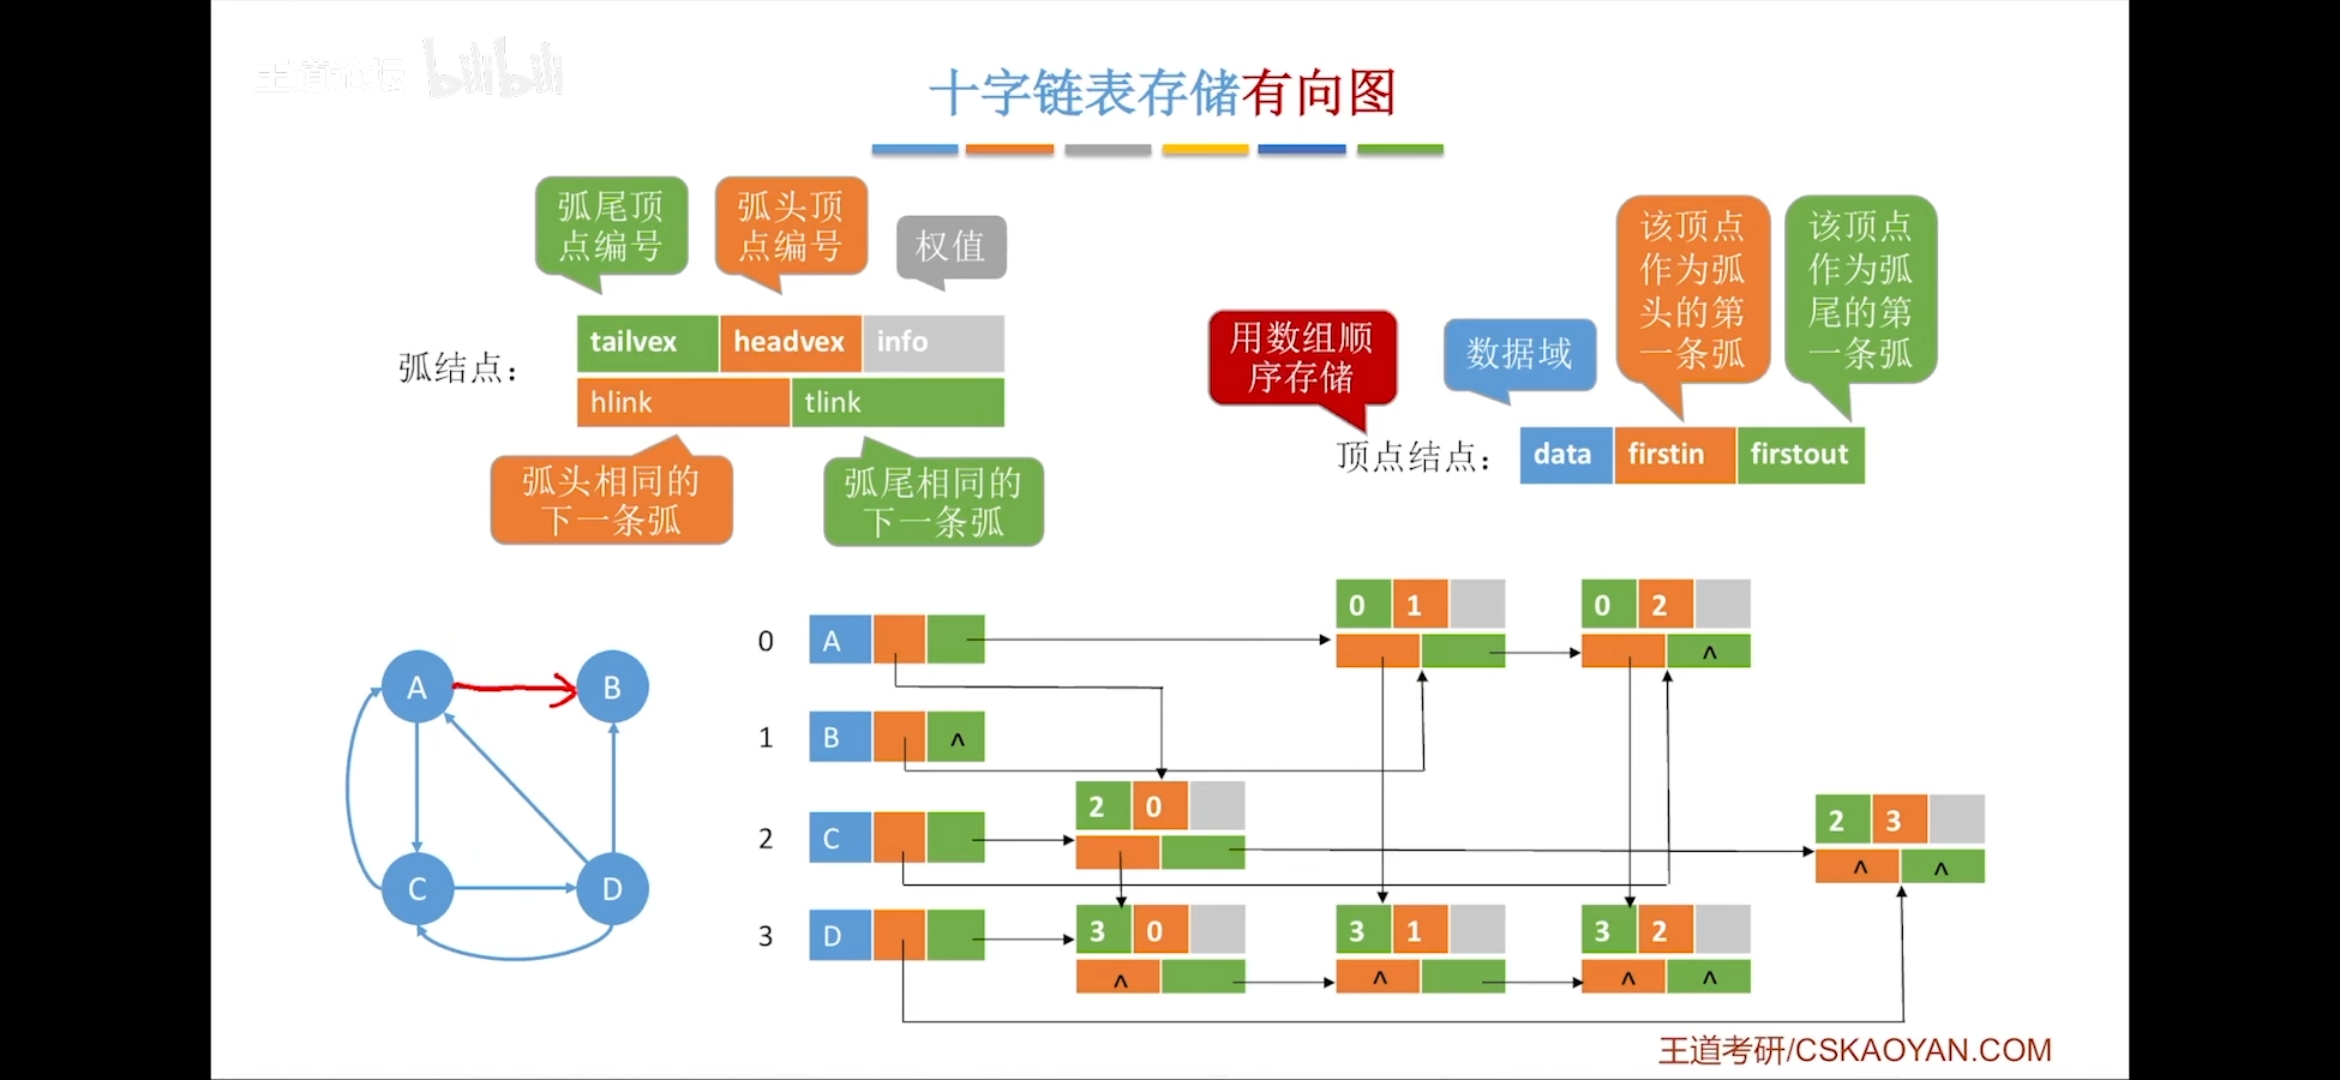 王道论坛 bilibili
十字链表存储有向图
弧尾顶
点编号
弧头顶
点编号
权值
弧结点：
tailvex headvex info
hlink tlink
弧头相同的
下一条弧
弧尾相同的
下一条弧
用数组顺
序存储
数据域
该顶点
作为弧
头的第
一条弧
该顶点
作为弧
尾的第
一条弧
顶点结点：
data firstin firstout
A B
C D
0 A
0 1
0 2
^
1 B ^
2 C
2 0
2 3
^ ^
3 D
3 0
^
3 1
^
3 2
^ ^
王道考研/CSKAOYAN.COM